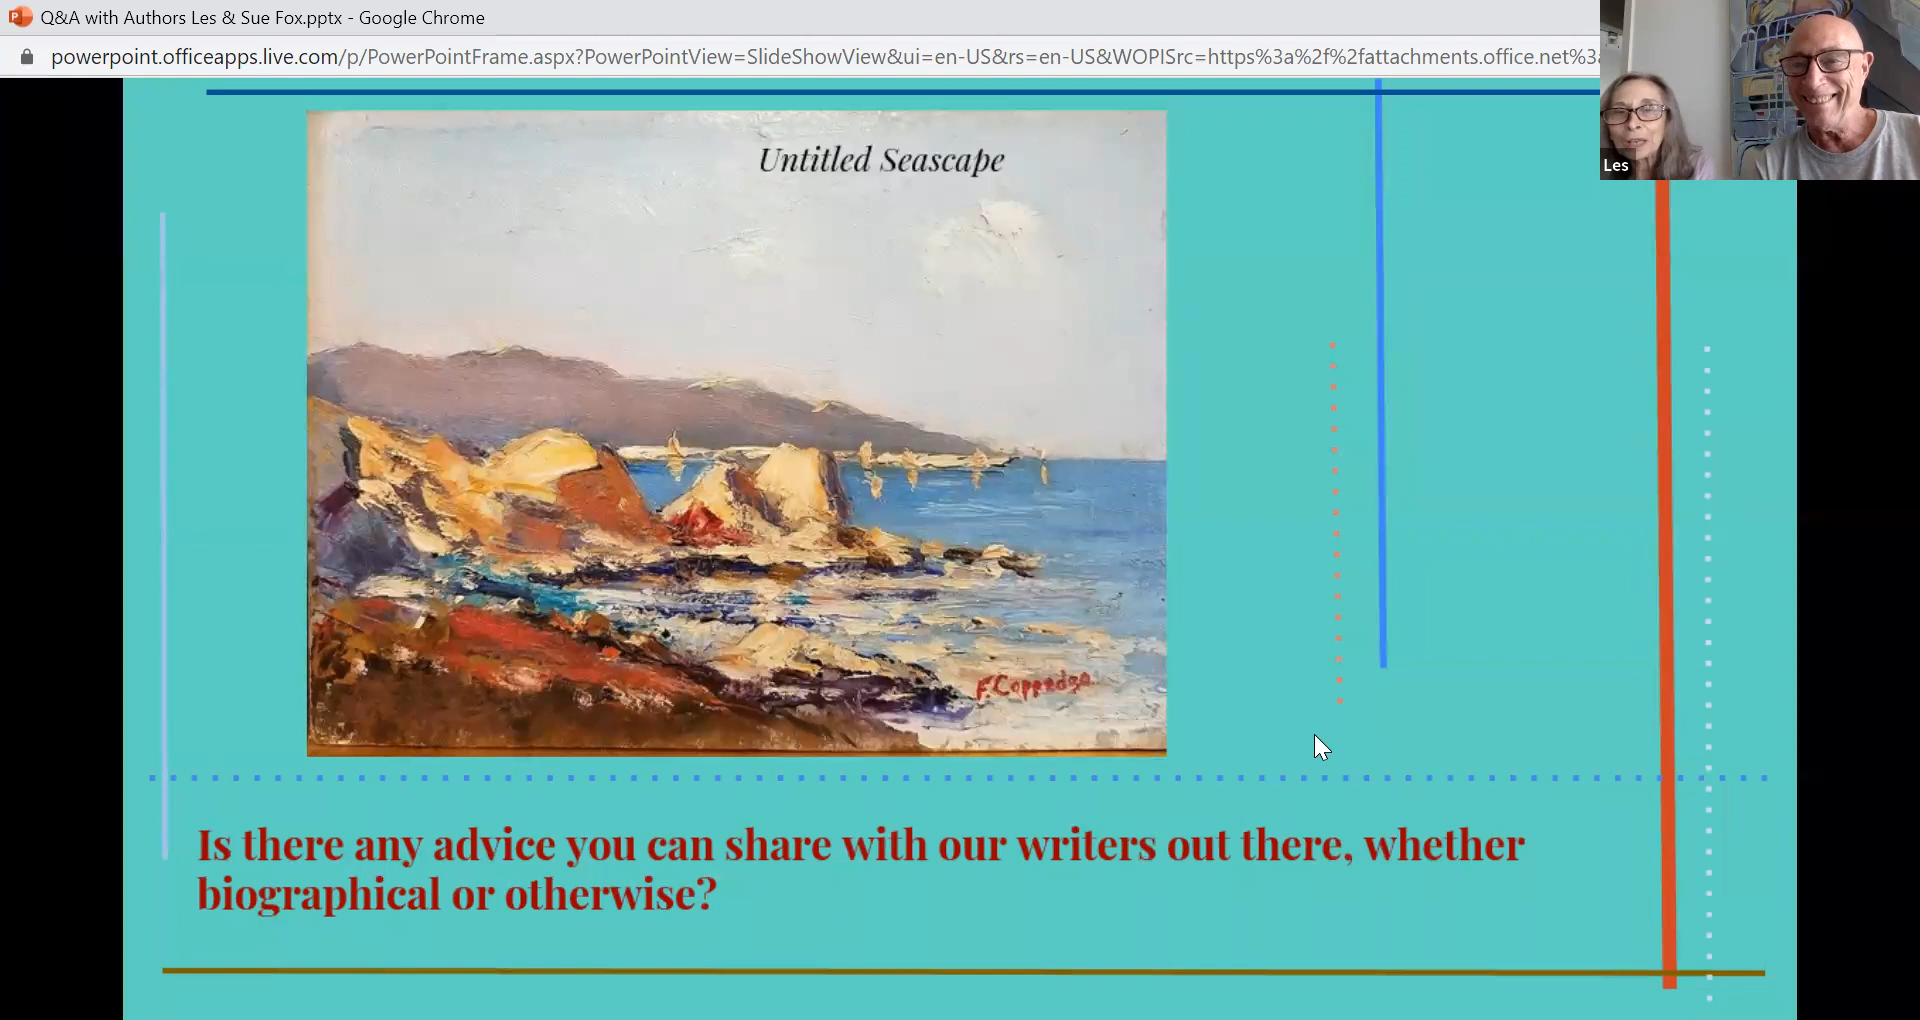 Q&A with Authors Les & Sue Fox.pptx - Google Chrome
powerpoint.officeapps.live.com/p/PowerPointFrame.aspx?PowerPointView=SlideShowView&ui=en-US&rs=en-US&WOPISrc=https%3a%2f%2fattachments.office.net%3a
Les
Untitled Seascape
F. Coppedge
Is there any advice you can share with our writers out there, whether
biographical or otherwise?